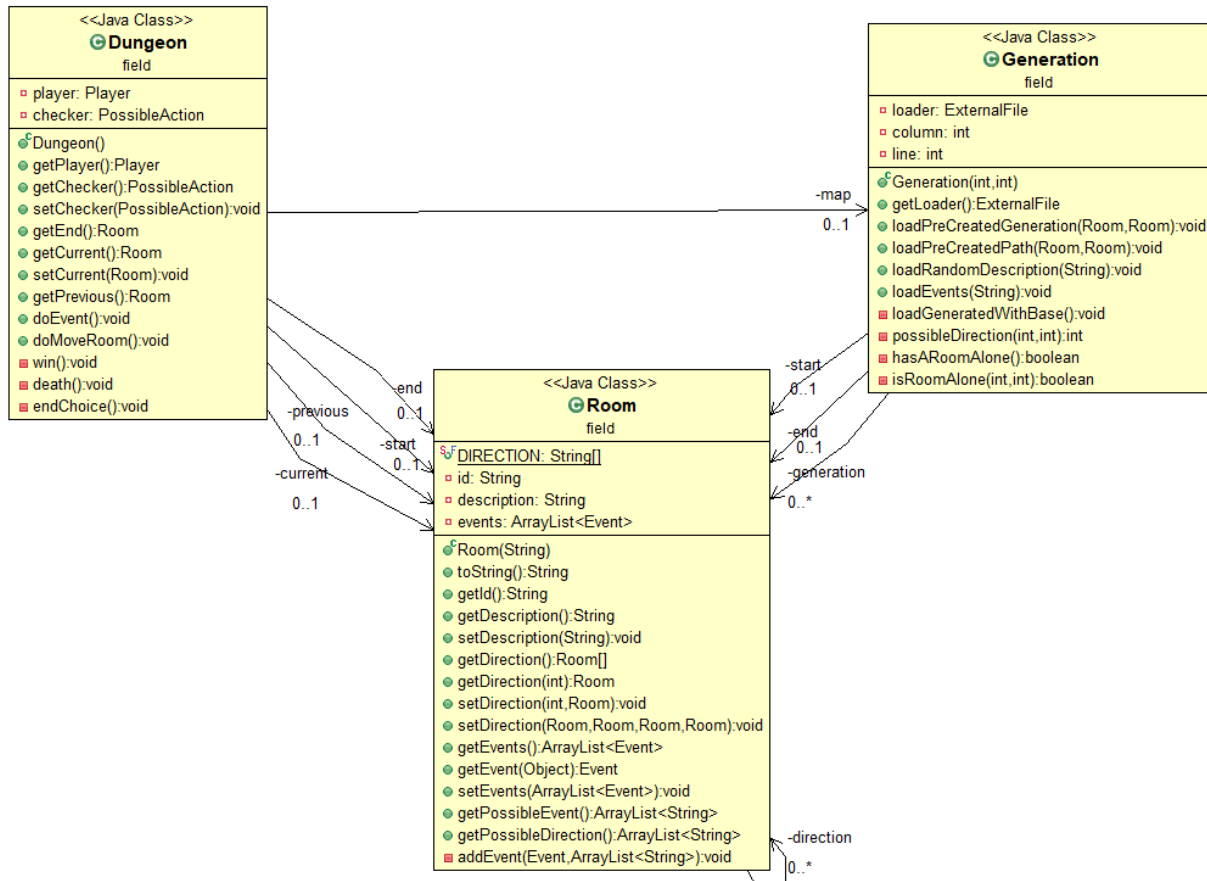 <<Java Class>>
Dungeon
field
player: Player
checker: PossibleAction
Dungeon()
getPlayer():Player
getChecker():PossibleAction
setChecker(PossibleAction):void
getEnd():Room
getCurrent():Room
setCurrent(Room):void
getPrevious():Room
doEvent():void
doMoveRoom():void
win():void
death():void
endChoice():void
<<Java Class>>
Generation
field
loader: ExternalFile
column: int
line: int
Generation(int,int)
getLoader():ExternalFile
loadPreCreatedGeneration(Room,Room):void
loadPreCreatedPath(Room,Room):void
loadRandomDescription(String):void
loadEvents(String):void
loadGeneratedWithBase():void
possibleDirection(int,int):int
hasARoomAlone():boolean
isRoomAlone(int,int):boolean
-map
0..1
-end
0..1
-previous
0..1
-start
0..1
-current
0..1
-start
0..1
-end
0..1
-generation
0..*
<<Java Class>>
Room
field
DIRECTION: String[]
id: String
description: String
events: ArrayList<Event>
Room(String)
toString():String
getId():String
getDescription():String
setDescription(String):void
getDirection():Room[]
getDirection(int):Room
setDirection(int,Room):void
setDirection(Room,Room,Room,Room):void
getEvents():ArrayList<Event>
getEvent(Object):Event
setEvents(ArrayList<Event>):void
getPossibleEvent():ArrayList<String>
getPossibleDirection():ArrayList<String>
addEvent(Event,ArrayList<String>):void
-direction
0..*